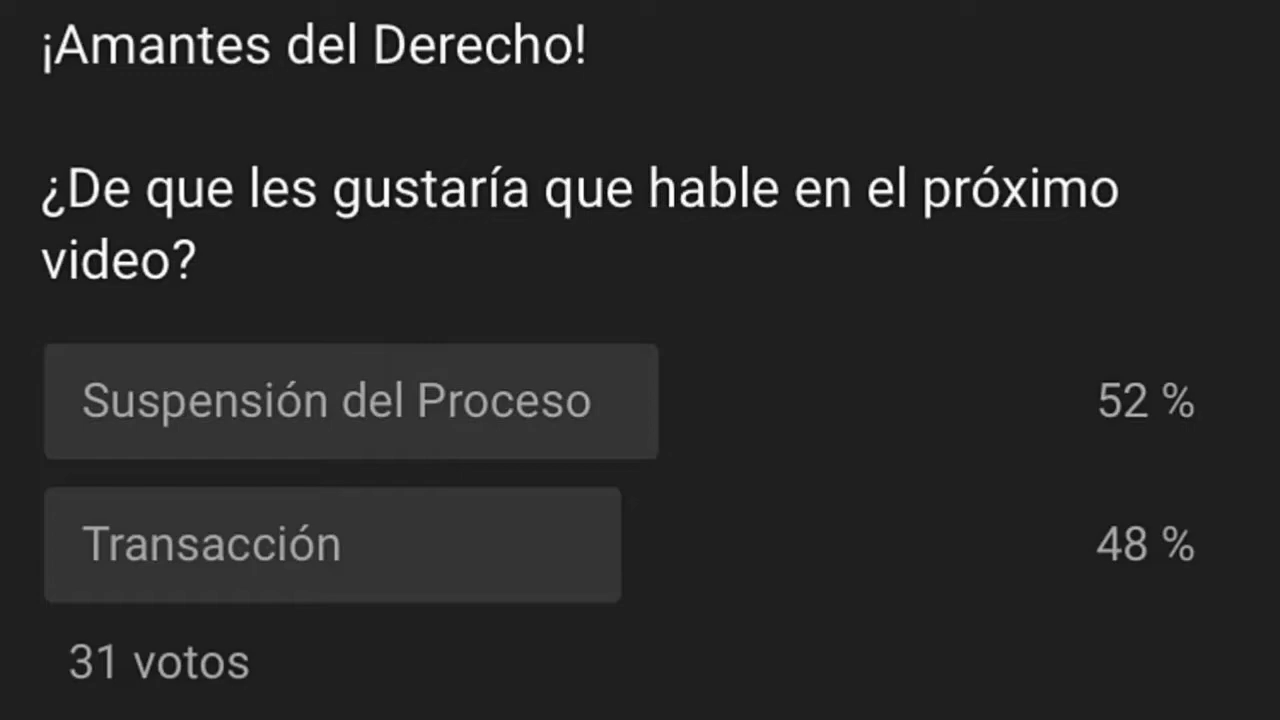 ¡Amantes del Derecho!
¿De que les gustaría que hable en el próximo
video?
Suspensión del Proceso 52 %
Transacción 48 %
31 votos